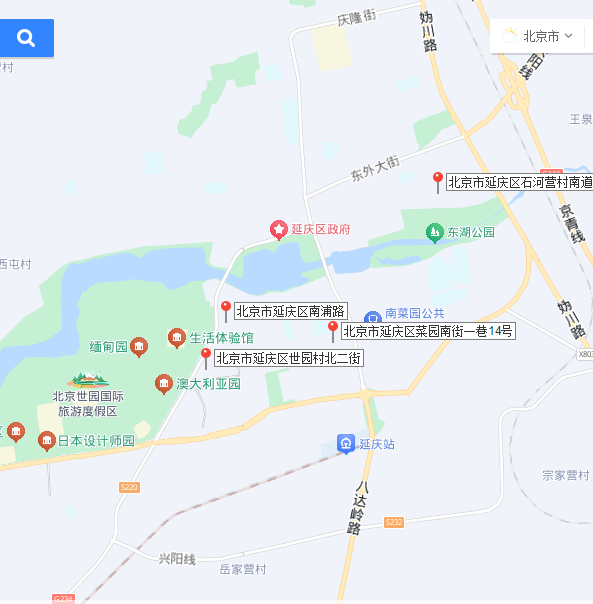 庆隆街
妫川路
北京市
阳线
营村
王泉
东外大街
北京市延庆区石河营村南道
京青线
延庆区政府
东湖公园
西屯村
北京市延庆区南浦路
南菜园公共
北京市延庆区菜园南街一巷14号
妫川路
缅甸园
生活体验馆
北京市延庆区世园村北二街
X803
澳大利亚园
北京世园国际
旅游度假区
区
日本设计师园
延庆站
宗家营村
S220
八达岭路
S232
兴阳线
岳家营村
G234